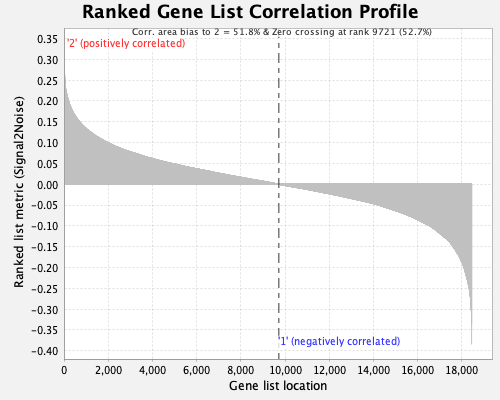 Ranked Gene List Correlation Profile
Corr. area bias to 2 = 51.8% & Zero crossing at rank 9721 (52.7%)
'2' (positively correlated)
0.35
0.30
0.25
0.20
0.15
0.10
0.05
0.00
-0.05
-0.10
-0.15
-0.20
-0.25
-0.30
-0.35
-0.40
Ranked list metric (Signal2Noise)
'1' (negatively correlated)
0 2,000 4,000 6,000 8,000 10,000 12,000 14,000 16,000 18,000
Gene list location